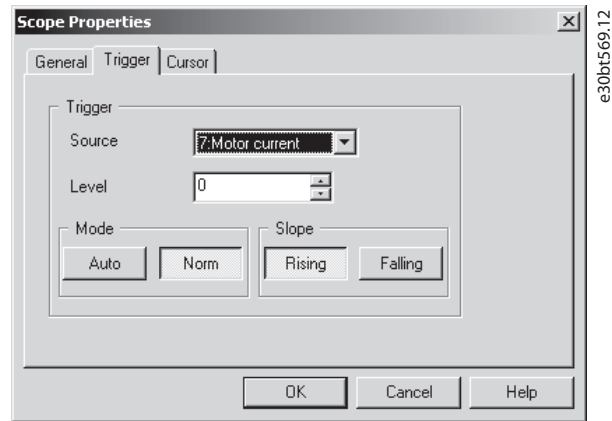 Scope Properties
General Trigger Cursor
Trigger
Source 7:Motor current
Level 0
Mode Slope
Auto Norm Rising Falling
OK Cancel Help
e30bt569.12